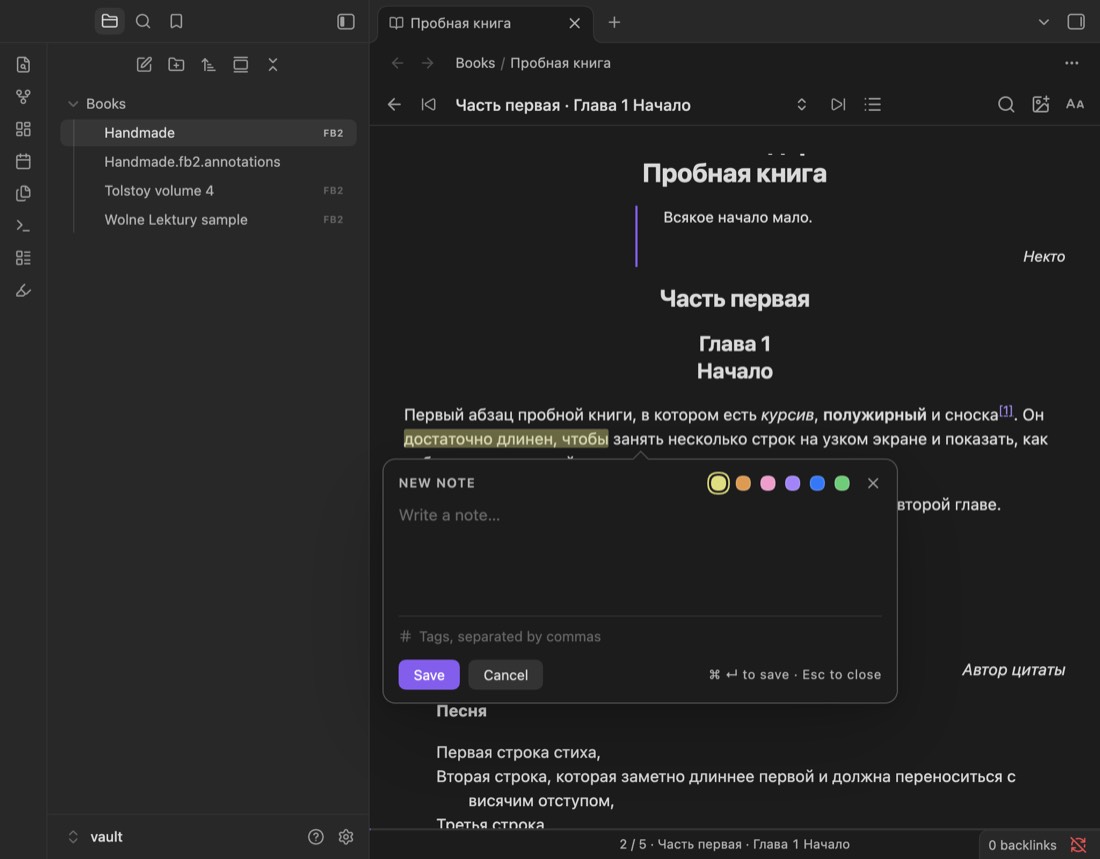 Пробная книга
Books / Пробная книга
Часть первая · Глава 1 Начало
AA
Books
Handmade FB2
Handmade.fb2.annotations
Tolstoy volume 4 FB2
Wolne Lektury sample FB2
vault
Пробная книга
Всякое начало мало.
Некто
Часть первая
Глава 1
Начало
Первый абзац пробной книги, в котором есть курсив, полужирный и сноска[1]. Он
достаточно длинен, чтобы занять несколько строк на узком экране и показать, как
второй главе.
NEW NOTE
Write a note...
# Tags, separated by commas
Save Cancel ⌘ ↵ to save · Esc to close
Автор цитаты
Песня
Первая строка стиха,
Вторая строка, которая заметно длиннее первой и должна переноситься с
висячим отступом,
Третья строка
2 / 5 · Часть первая · Глава 1 Начало
0 backlinks